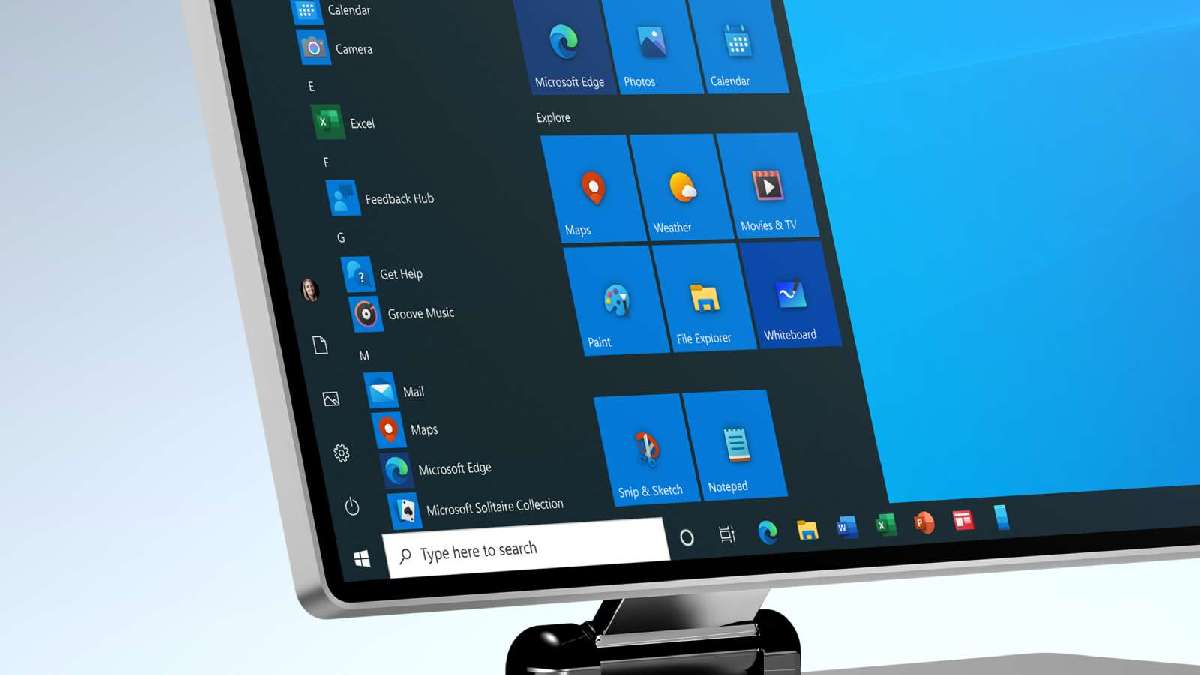 Calendar
Camera
E
Excel
F
Feedback Hub
G
Get Help
Groove Music
M
Mail
Maps
Microsoft Edge
Microsoft Solitaire Collection
Type here to search
Microsoft Edge
Photos
Calendar
Explore
Maps
Weather
Movies & TV
Paint
File Explorer
Whiteboard
Snip & Sketch
Notepad